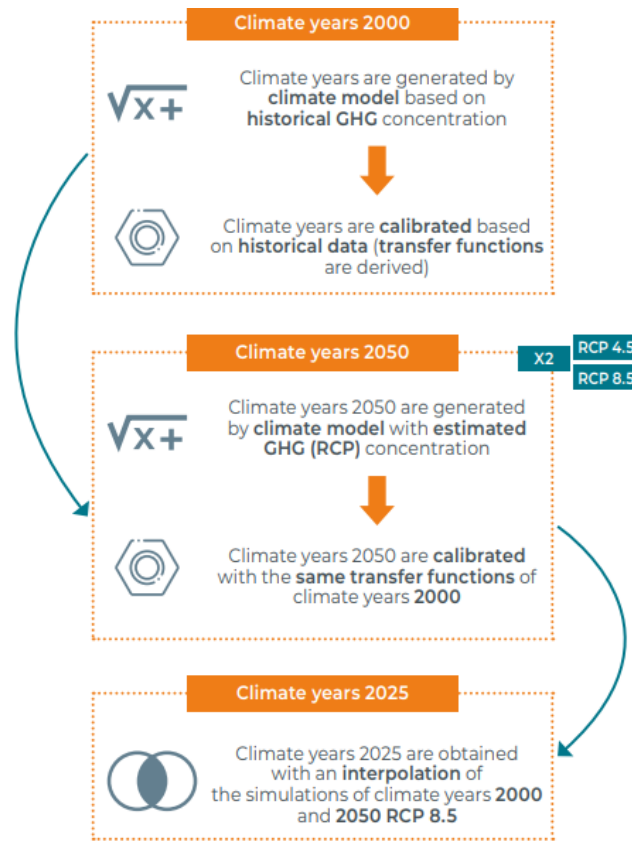 Climate years 2000
Climate years are generated by
climate model based on
historical GHG concentration
√x+
Climate years are calibrated based
on historical data (transfer functions
are derived)
Climate years 2050
X2
RCP 4.5
RCP 8.5
Climate years 2050 are generated
by climate model with estimated
GHG (RCP) concentration
√x+
Climate years 2050 are calibrated
with the same transfer functions of
climate years 2000
Climate years 2025
Climate years 2025 are obtained
with an interpolation of
the simulations of climate years 2000
and 2050 RCP 8.5